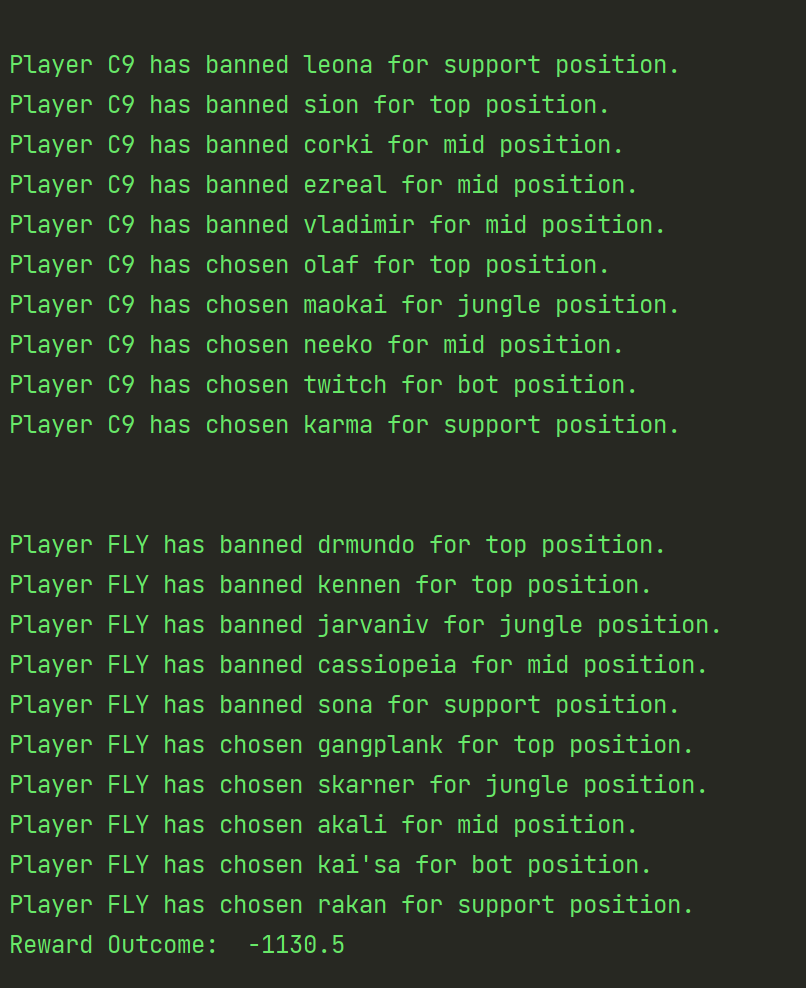 Player C9 has banned leona for support position.
Player C9 has banned sion for top position.
Player C9 has banned corki for mid position.
Player C9 has banned ezreal for mid position.
Player C9 has banned vladimir for mid position.
Player C9 has chosen olaf for top position.
Player C9 has chosen maokai for jungle position.
Player C9 has chosen neeko for mid position.
Player C9 has chosen twitch for bot position.
Player C9 has chosen karma for support position.
Player FLY has banned drmundo for top position.
Player FLY has banned kennen for top position.
Player FLY has banned jarvaniv for jungle position.
Player FLY has banned cassiopeia for mid position.
Player FLY has banned sona for support position.
Player FLY has chosen gangplank for top position.
Player FLY has chosen skarner for jungle position.
Player FLY has chosen akali for mid position.
Player FLY has chosen kai'sa for bot position.
Player FLY has chosen rakan for support position.
Reward Outcome:  -1130.5